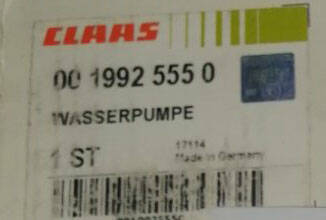 CLAAS
00 1992 555 0
WASSERPUMPE
1 ST
17114
Made in Germany